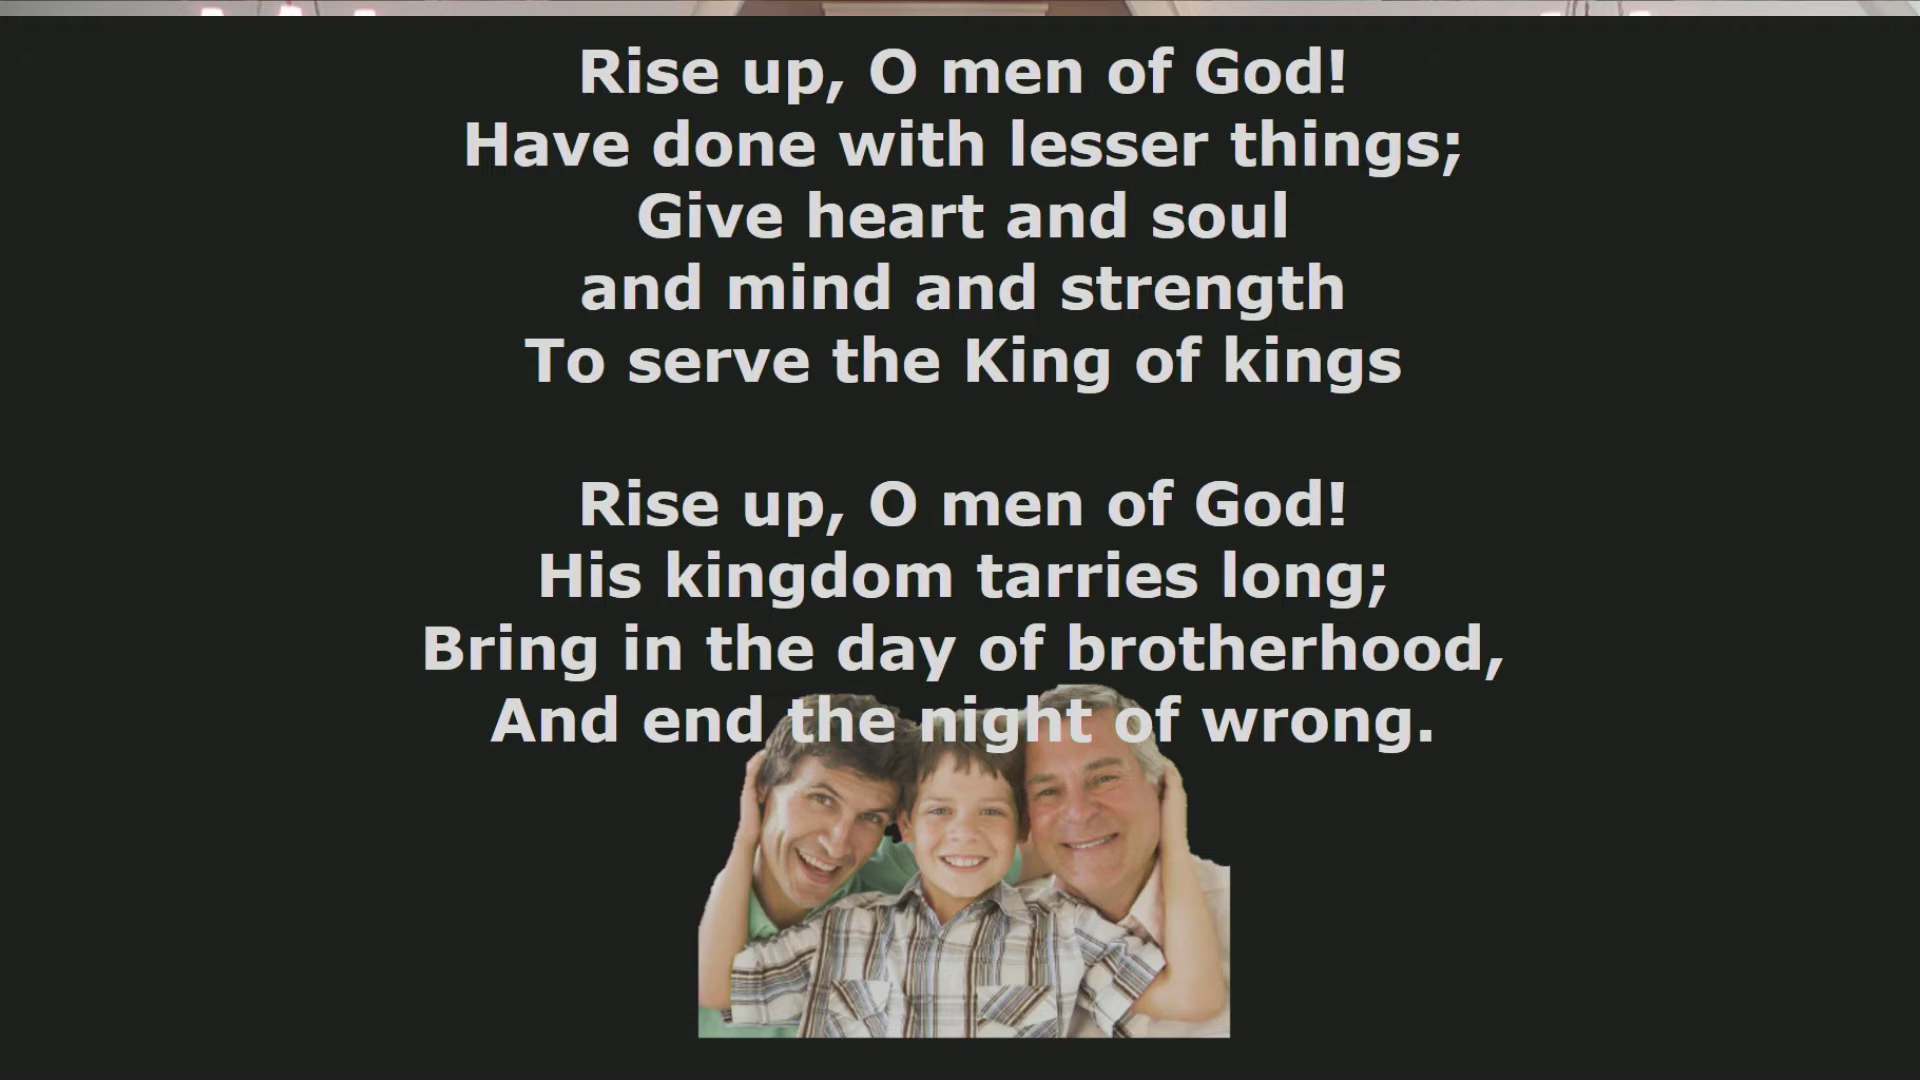 Rise up, O men of God!
Have done with lesser things;
Give heart and soul
and mind and strength
To serve the King of kings
Rise up, O men of God!
His kingdom tarries long;
Bring in the day of brotherhood,
And end the night of wrong.